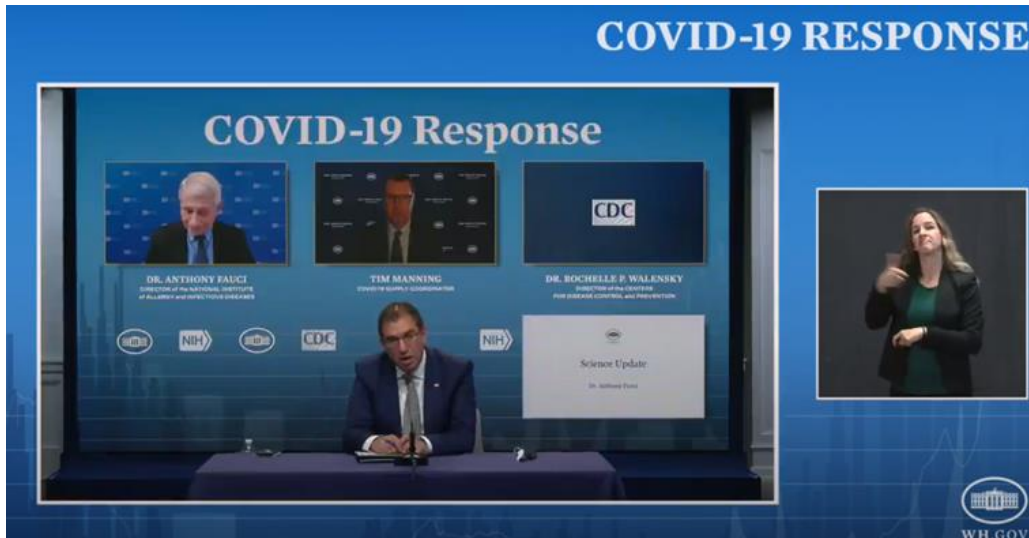 COVID-19 RESPONSE
COVID-19 Response
CDC
DR. ANTHONY FAUCI
DIRECTOR of the NATIONAL INSTITUTE
of ALLERGY and INFECTIOUS DISEASES
TIM MANNING
COVID19 SUPPLY COORDINATOR
DR. ROCHELLE P. WALENSKY
DIRECTOR of the CENTERS
FOR DISEASE CONTROL and PREVENTION
NIH
CDC
NIH
Science Update
Dr. Anthony Fauci
WH.GOV